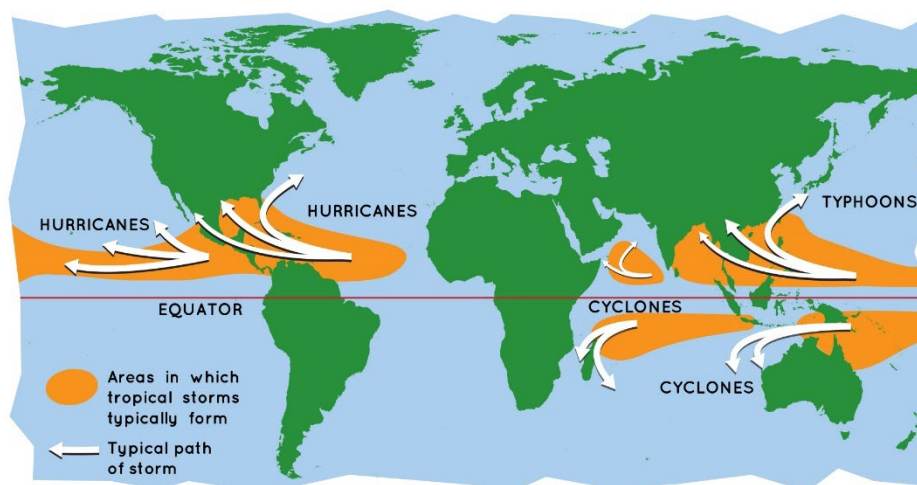 HURRICANES
HURRICANES
TYPHOONS
EQUATOR
CYCLONES
CYCLONES
Areas in which
tropical storms
typically form
Typical path
of storm